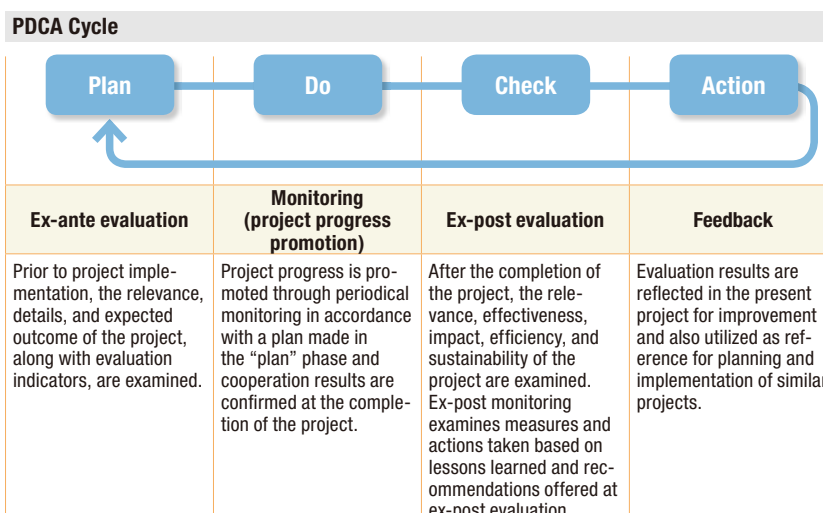 PDCA Cycle
Plan
Do
Check
Action
Ex-ante evaluation
Monitoring
(project progress
promotion)
Ex-post evaluation
Feedback
Prior to project imple-
mentation, the relevance,
details, and expected
outcome of the project,
along with evaluation
indicators, are examined.
Project progress is pro-
moted through periodical
monitoring in accordance
with a plan made in
the “plan” phase and
cooperation results are
confirmed at the comple-
tion of the project.
After the completion of
the project, the rele-
vance, effectiveness,
impact, efficiency, and
sustainability of the
project are examined.
Ex-post monitoring
examines measures and
actions taken based on
lessons learned and rec-
ommendations offered at
ex-post evaluation
Evaluation results are
reflected in the present
project for improvement
and also utilized as ref-
erence for planning and
implementation of similar
projects.